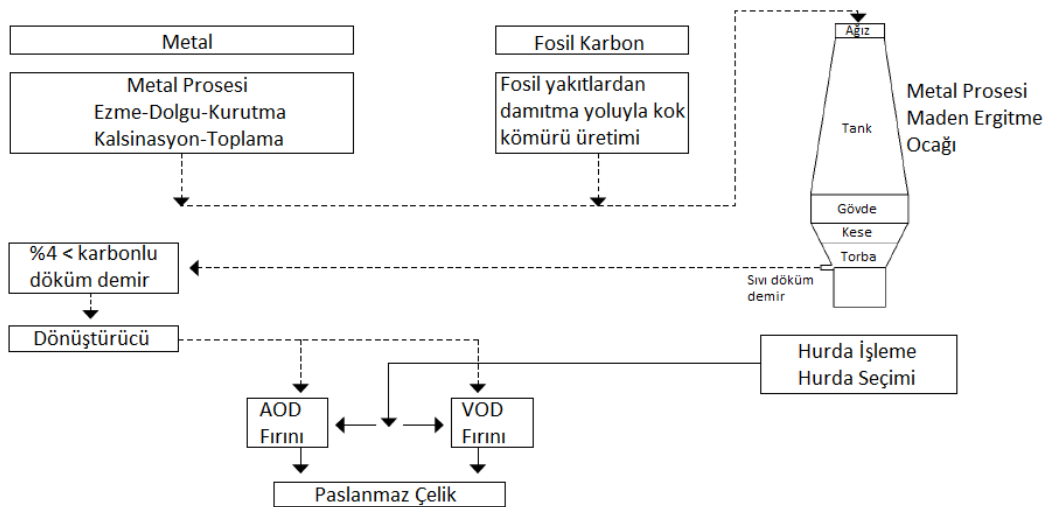 Metal
Fosil Karbon
Ağız
Metal Prosesi
Ezme-Dolgu-Kurutma
Kalsinasyon-Toplama
Fosil yakıtlardan
damıtma yoluyla kok
kömürü üretimi
Tank
Metal Prosesi
Maden Ergitme
Ocağı
Gövde
Kese
Torba
%4 < karbonlu
döküm demir
Sıvı döküm
demir
Dönüştürücü
Hurda İşleme
Hurda Seçimi
AOD
Fırını
VOD
Fırını
Paslanmaz Çelik